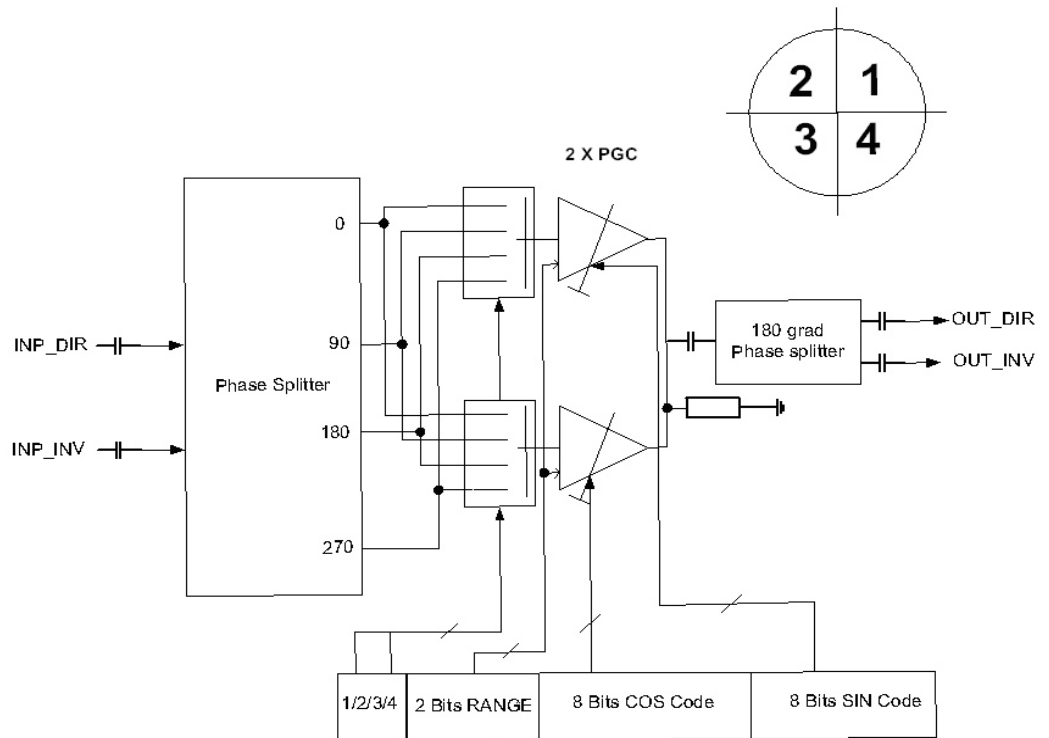 2 1
3 4
2 X PGC
0
INP_DIR
90
Phase Splitter
180
INP_INV
270
180 grad
Phase splitter
OUT_DIR
OUT_INV
1/2/3/4
2 Bits RANGE
8 Bits COS Code
8 Bits SIN Code